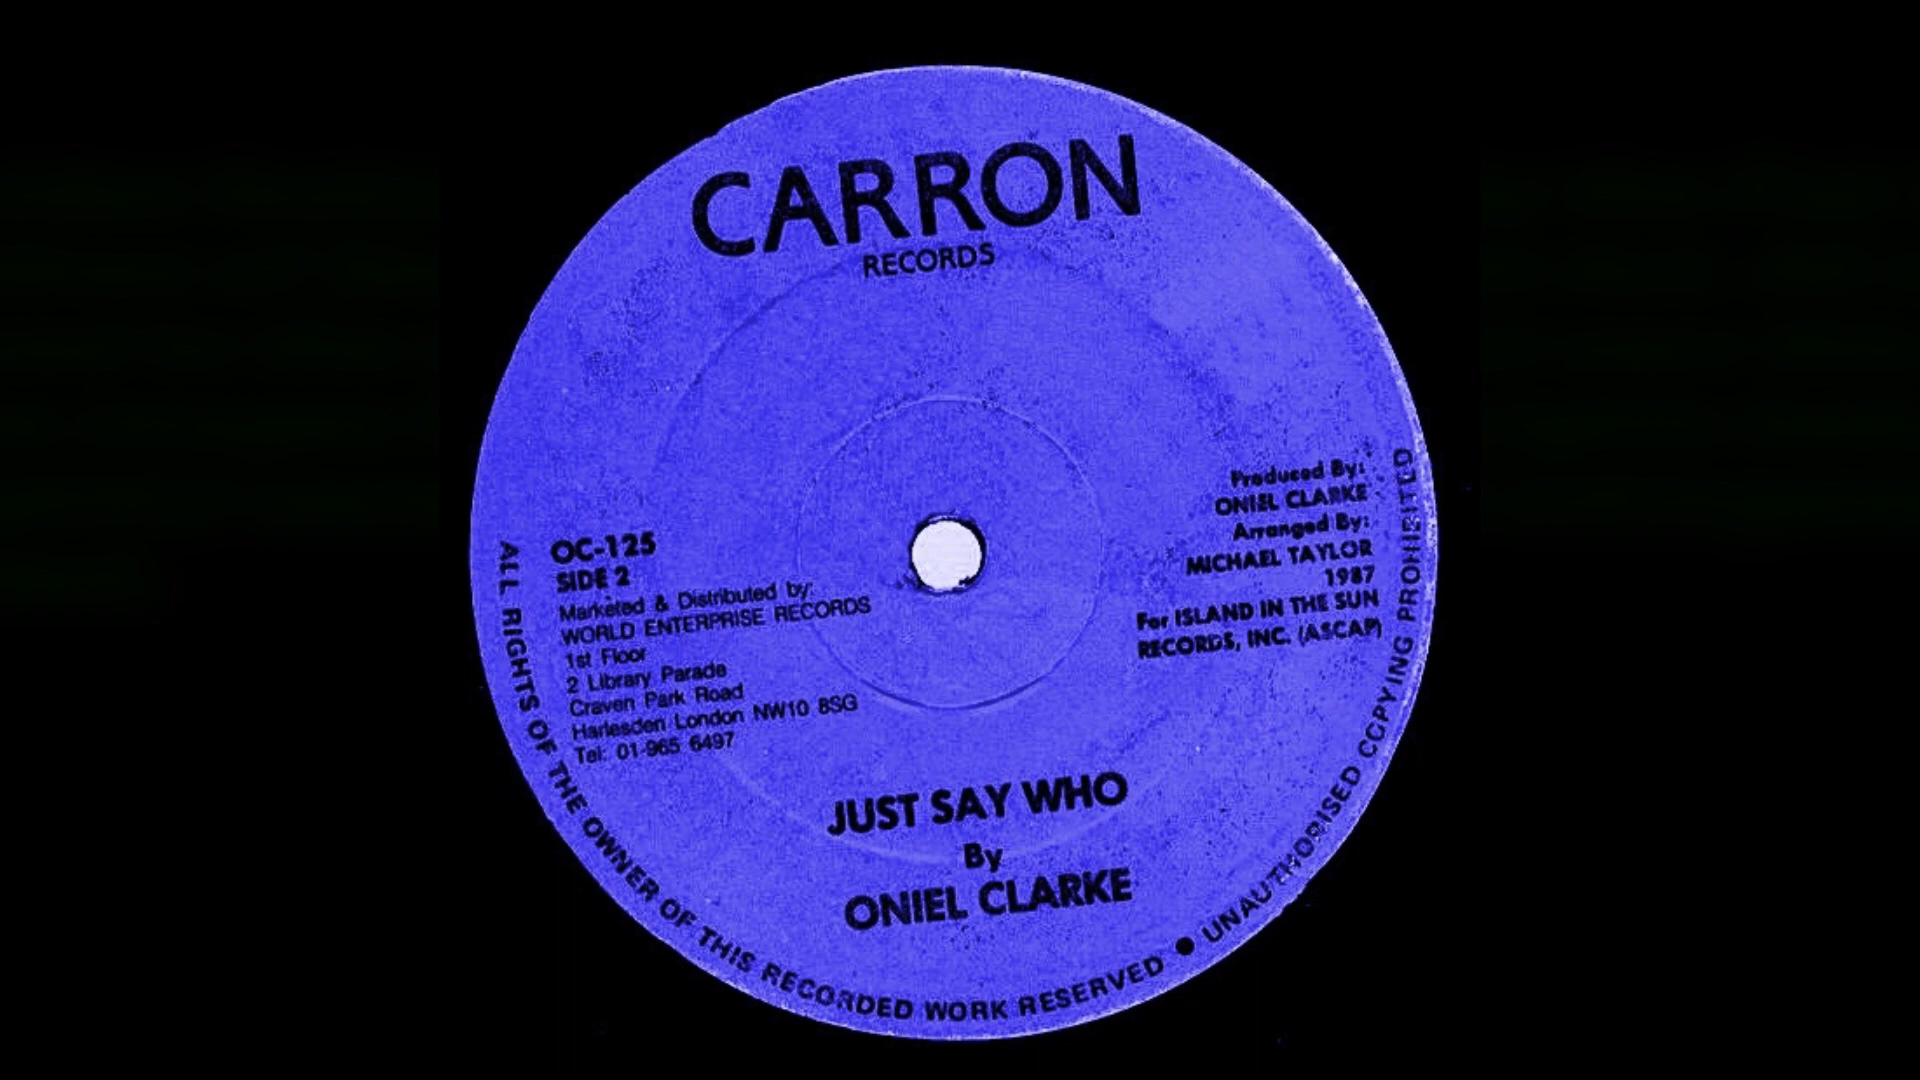 CARRON
RECORDS
Produced By:
ONIEL CLARKE
Arranged By:
MICHAEL TAYLOR
1987
For ISLAND IN THE SUN
RECORDS, INC. (ASCAP)
OC-125
SIDE 2
Marketed & Distributed by:
WORLD ENTERPRISE RECORDS
1st Floor
2 Library Parade
Craven Park Road
Harlesden London NW10 8SG
Tel: 01-965 6497
JUST SAY WHO
By
ONIEL CLARKE
ALL RIGHTS OF THE OWNER OF THIS RECORDED WORK RESERVED ● UNAUTHORISED COPYING PROHIBITED